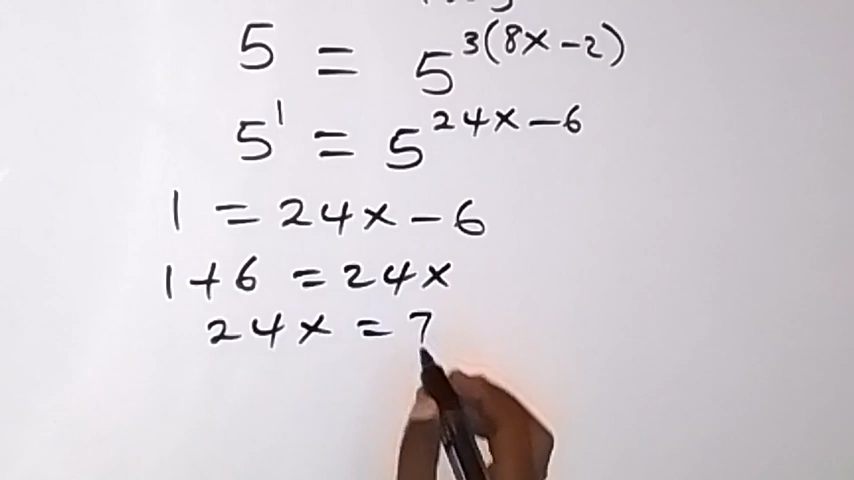 5 = 5^3(8x-2)
5^1 = 5^24x-6
1 = 24x-6
1+6 = 24x
24x = 7